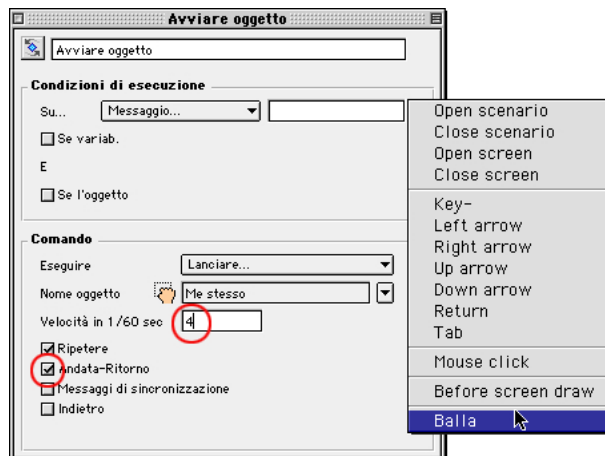 Avviare oggetto
Avviare oggetto
Condizioni di esecuzione
Su... Messaggio...
Se variab.
E
Se l'oggetto
Comando
Eseguire Lanciare...
Nome oggetto Me stesso
Velocità in 1/60 sec 4
Ripetere
Andata-Ritorno
Messaggi di sincronizzazione
Indietro
Open scenario
Close scenario
Open screen
Close screen
Key-
Left arrow
Right arrow
Up arrow
Down arrow
Return
Tab
Mouse click
Before screen draw
Balla